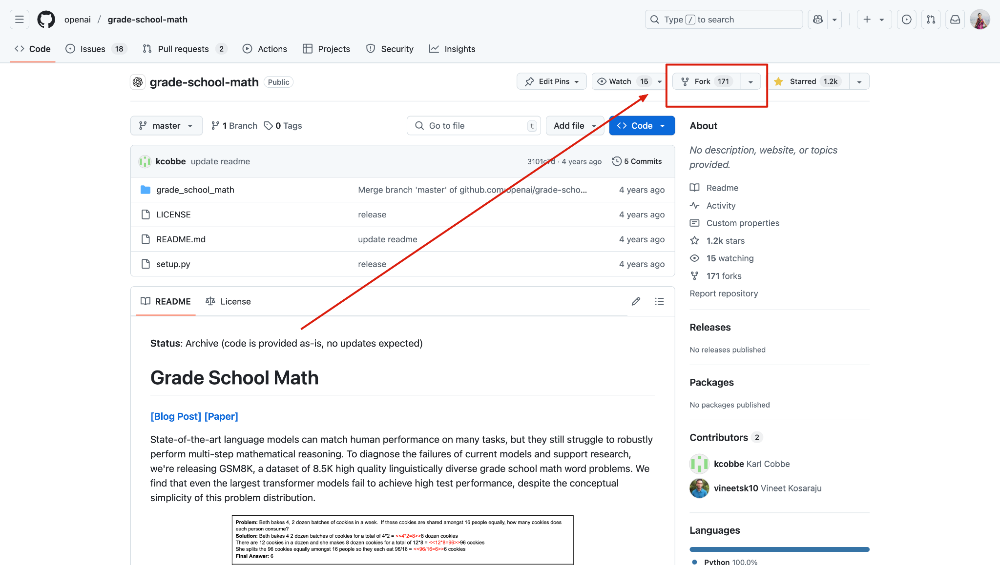 openai / grade-school-math
Type / to search
Code Issues 18 Pull requests 2 Actions Projects Security Insights
grade-school-math Public
Edit Pins Watch 15 Fork 171 Starred 1.2k
master 1 Branch 0 Tags Go to file t Add file Code
kcobbe update readme 3101c7d · 4 years ago 5 Commits
grade_school_math Merge branch 'master' of github.com:openai/grade-scho... 4 years ago
LICENSE release 4 years ago
README.md update readme 4 years ago
setup.py release 4 years ago
README License
Status: Archive (code is provided as-is, no updates expected)
Grade School Math
[Blog Post] [Paper]
State-of-the-art language models can match human performance on many tasks, but they still struggle to robustly
perform multi-step mathematical reasoning. To diagnose the failures of current models and support research,
we're releasing GSM8K, a dataset of 8.5K high quality linguistically diverse grade school math word problems. We
find that even the largest transformer models fail to achieve high test performance, despite the conceptual
simplicity of this problem distribution.
Problem: Beth bakes 4, 2 dozen batches of cookies in a week. If these cookies are shared amongst 16 people equally, how many cookies does
each person consume?
Solution: Beth bakes 4 2 dozen batches of cookies for a total of 4*2 = <<4*2=8>>8 dozen cookies
There are 12 cookies in a dozen and she makes 8 dozen cookies for a total of 12*8 = <<12*8=96>>96 cookies
She splits the 96 cookies equally amongst 16 people so they each eat 96/16 = <<96/16=6>>6 cookies
Final Answer: 6
About
No description, website, or topics
provided.
Readme
Activity
Custom properties
1.2k stars
15 watching
171 forks
Report repository
Releases
No releases published
Packages
No packages published
Contributors 2
kcobbe Karl Cobbe
vineetsk10 Vineet Kosaraju
Languages
Python 100.0%